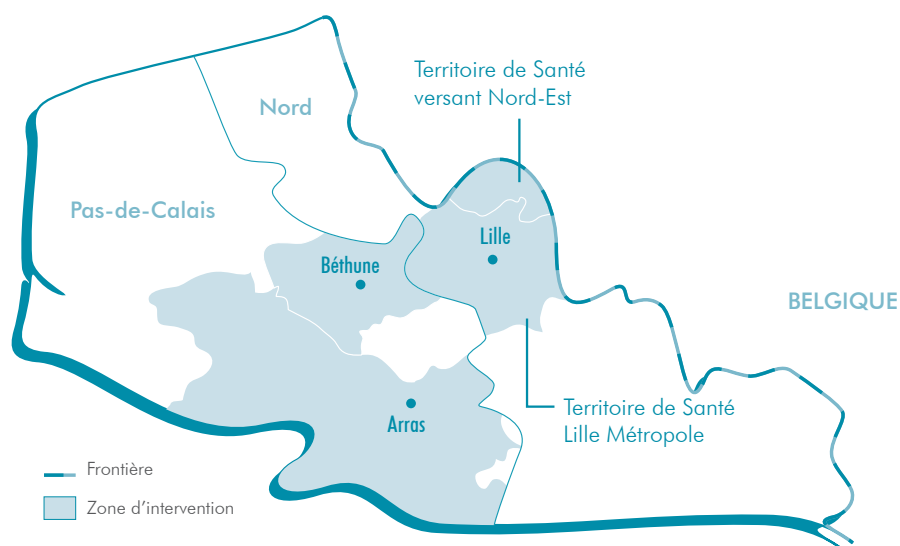 Territoire de Santé
versant Nord-Est
Nord
Pas-de-Calais
Lille
Béthune
BELGIQUE
Arras
Territoire de Santé
Lille Métropole
Frontière
Zone d’intervention